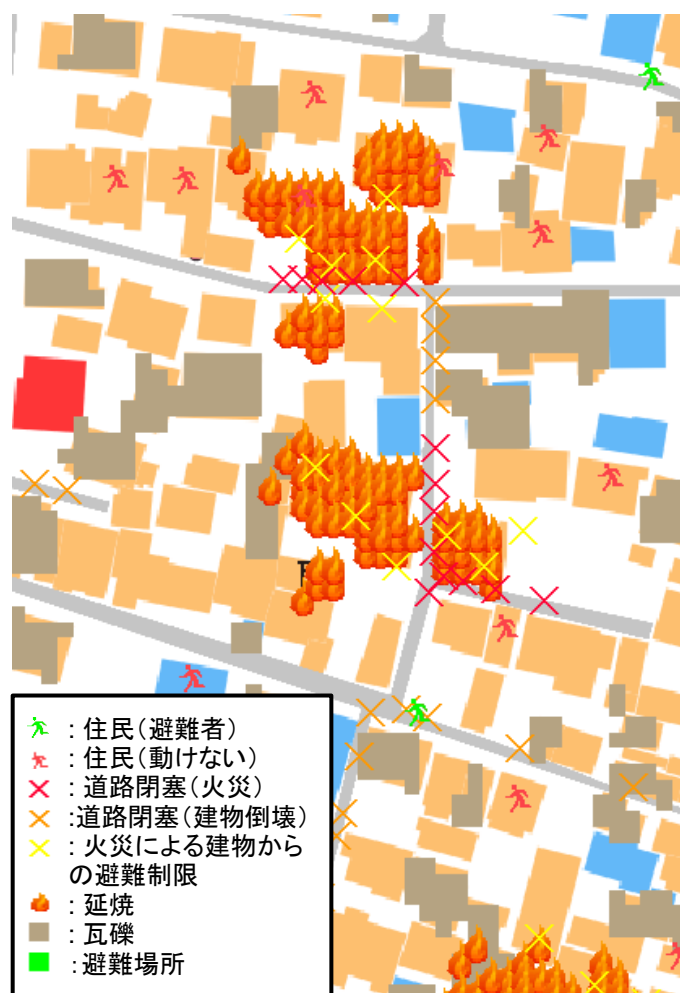 : 住民(避難者)
: 住民(動けない)
: 道路閉塞(火災)
:道路閉塞(建物倒壊)
: 火災による建物から
の避難制限
: 延焼
: 瓦礫
: 避難場所